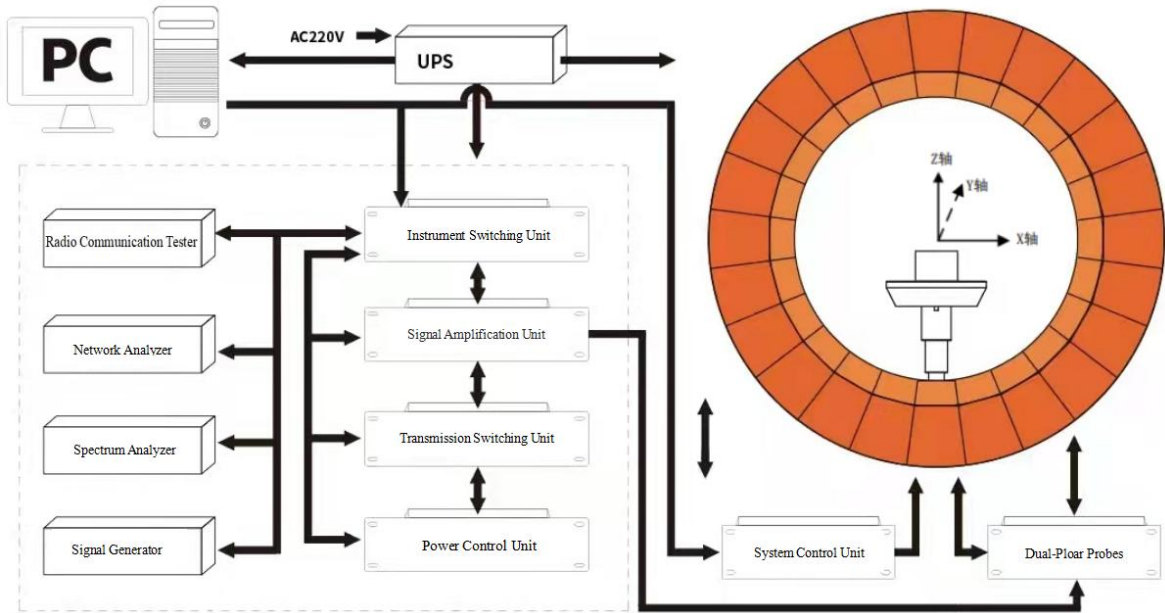 PC
AC220V
UPS
Z轴
Y轴
X轴
Radio Communication Tester
Instrument Switching Unit
Network Analyzer
Signal Amplification Unit
Spectrum Analyzer
Transmission Switching Unit
Signal Generator
Power Control Unit
System Control Unit
Dual-Ploar Probes